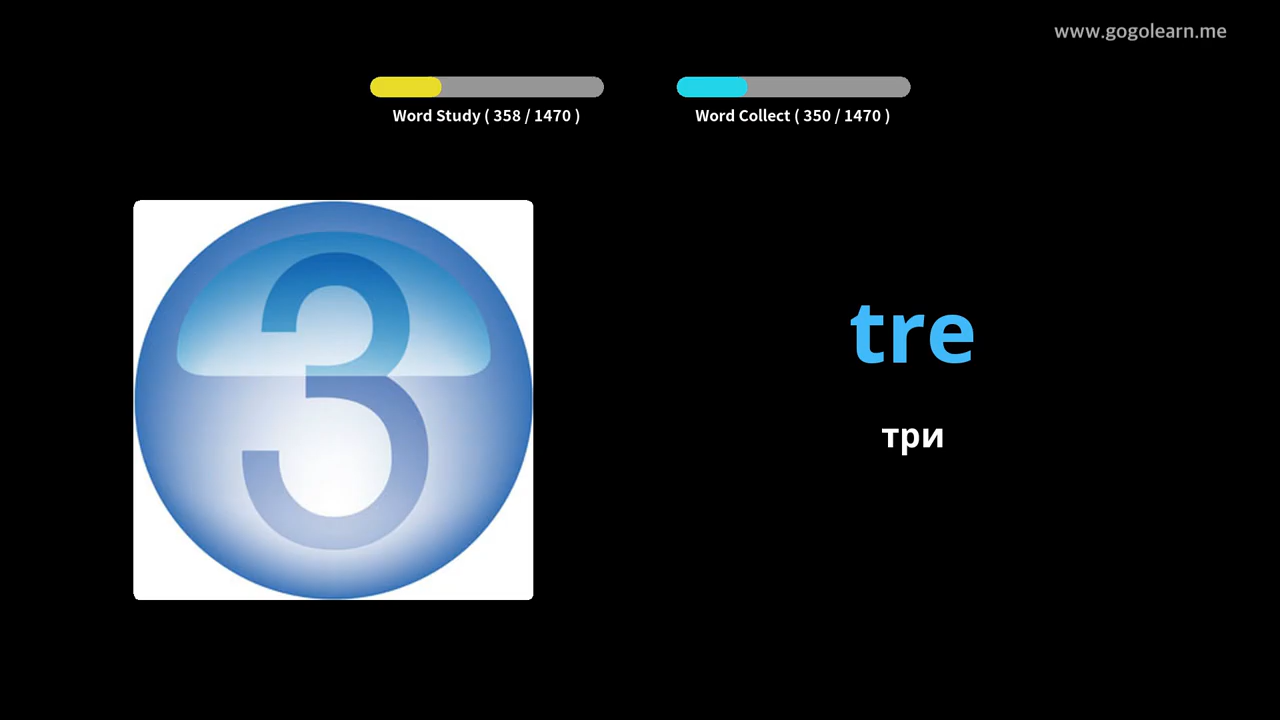 www.gogolearn.me
Word Study ( 358 / 1470 )
Word Collect ( 350 / 1470 )
3
tre
три